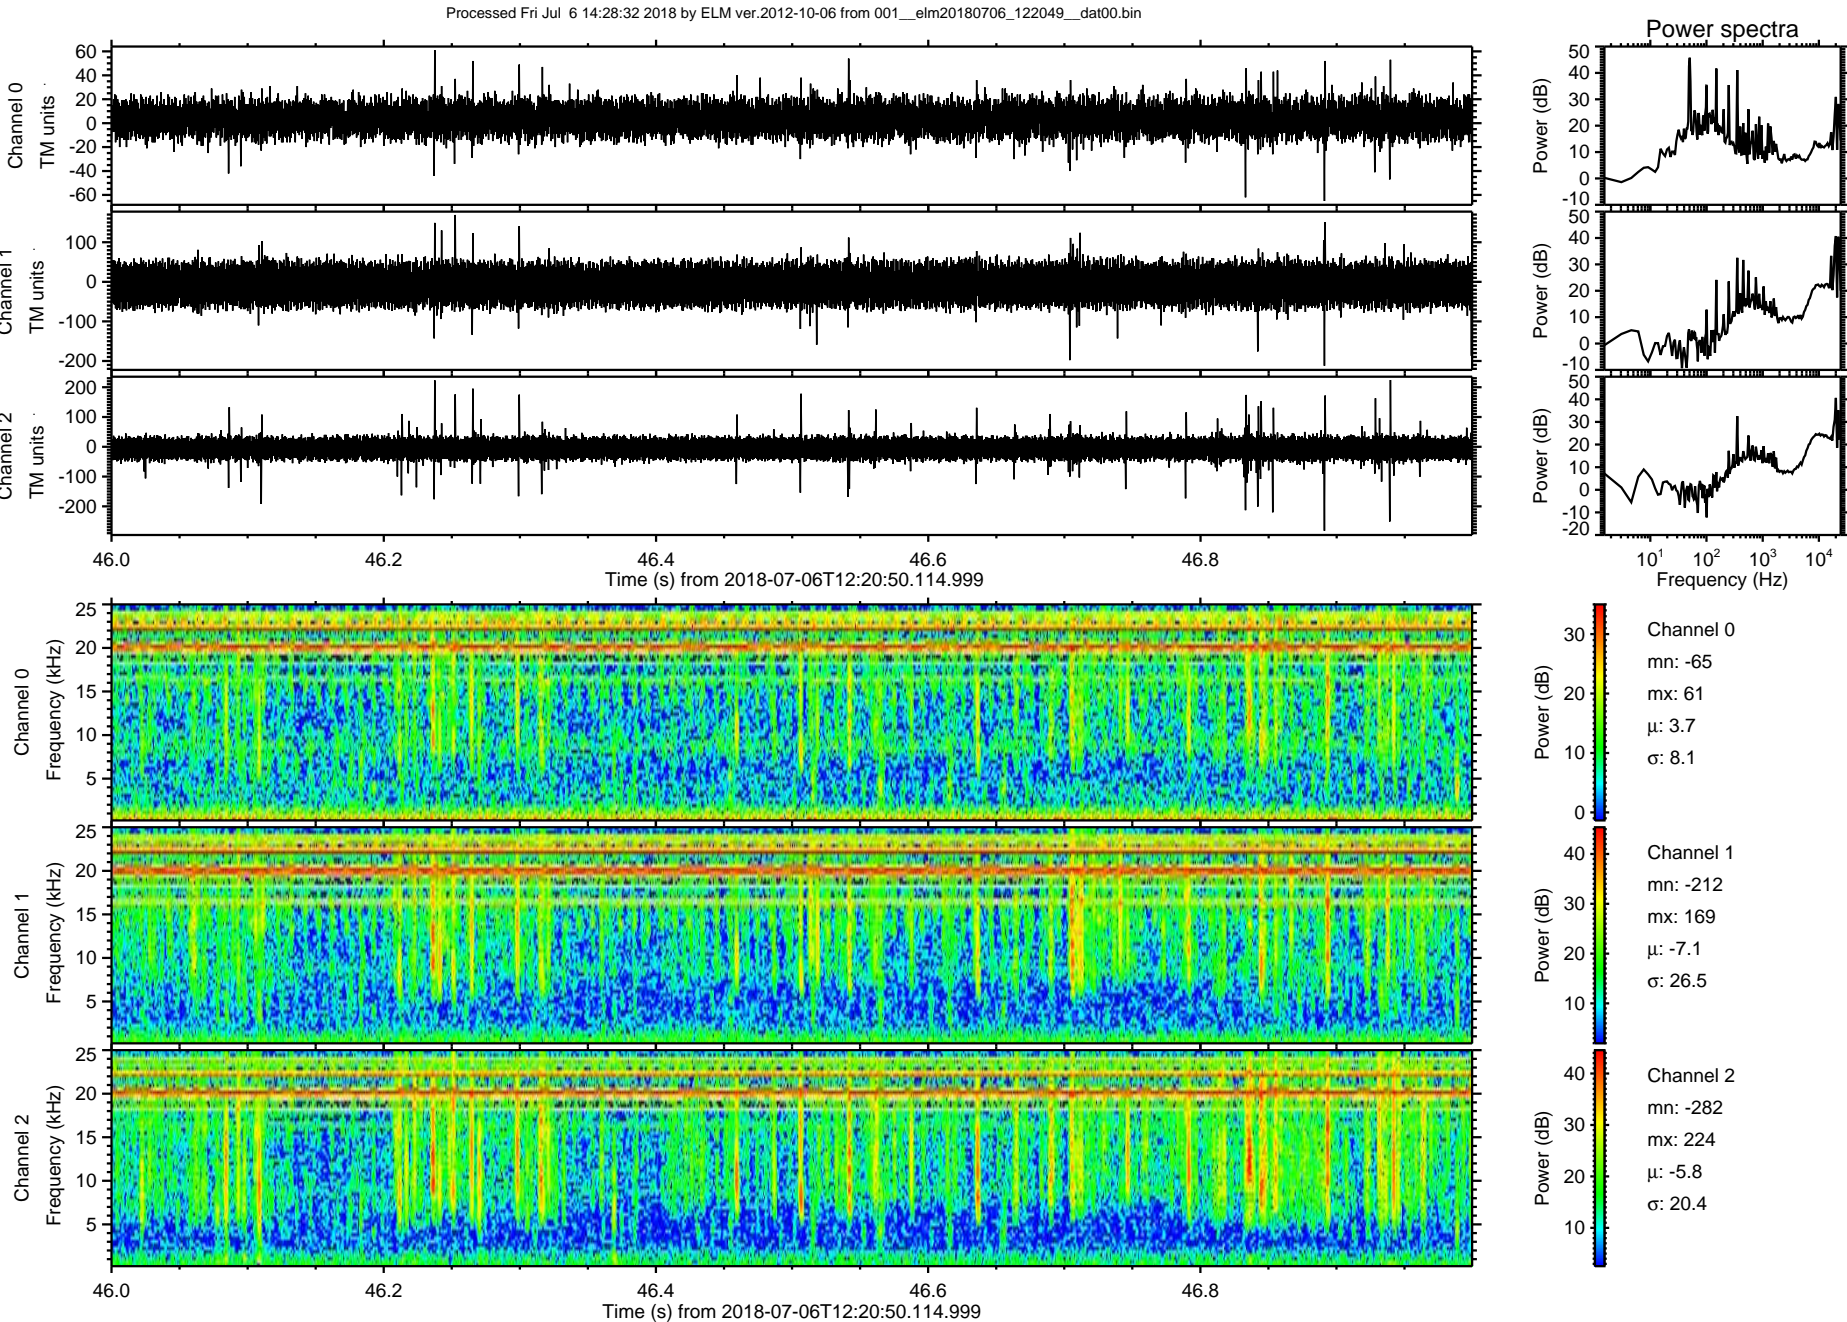 Processed Fri Jul  6 14:28:32 2018 by ELM ver.2012-10-06 from 001__elm20180706_122049__dat00.bin
Power spectra
Channel 0
TM units
60
40
20
0
-20
-40
-60
Power (dB)
50
40
30
20
10
0
-10
Channel 1
TM units
100
0
-100
-200
Power (dB)
50
40
30
20
10
0
-10
Channel 2
TM units
200
100
0
-100
-200
Power (dB)
50
40
30
20
10
0
-10
-20
46.0 46.2 46.4 46.6 46.8
Time (s) from 2018-07-06T12:20:50.114.999
10^1 10^2 10^3 10^4
Frequency (Hz)
Channel 0
Frequency (kHz)
25
20
15
10
5
Power (dB)
30
20
10
0
Channel 0
mn: -65
mx: 61
μ: 3.7
σ: 8.1
Channel 1
Frequency (kHz)
25
20
15
10
5
Power (dB)
40
30
20
10
Channel 1
mn: -212
mx: 169
μ: -7.1
σ: 26.5
Channel 2
Frequency (kHz)
25
20
15
10
5
Power (dB)
40
30
20
10
Channel 2
mn: -282
mx: 224
μ: -5.8
σ: 20.4
46.0 46.2 46.4 46.6 46.8
Time (s) from 2018-07-06T12:20:50.114.999